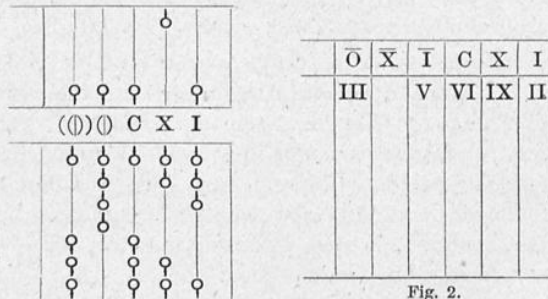 ((|)) (|) C X I
O̅ X̅ I̅ C X I
III V VI IX II
Fig. 2.